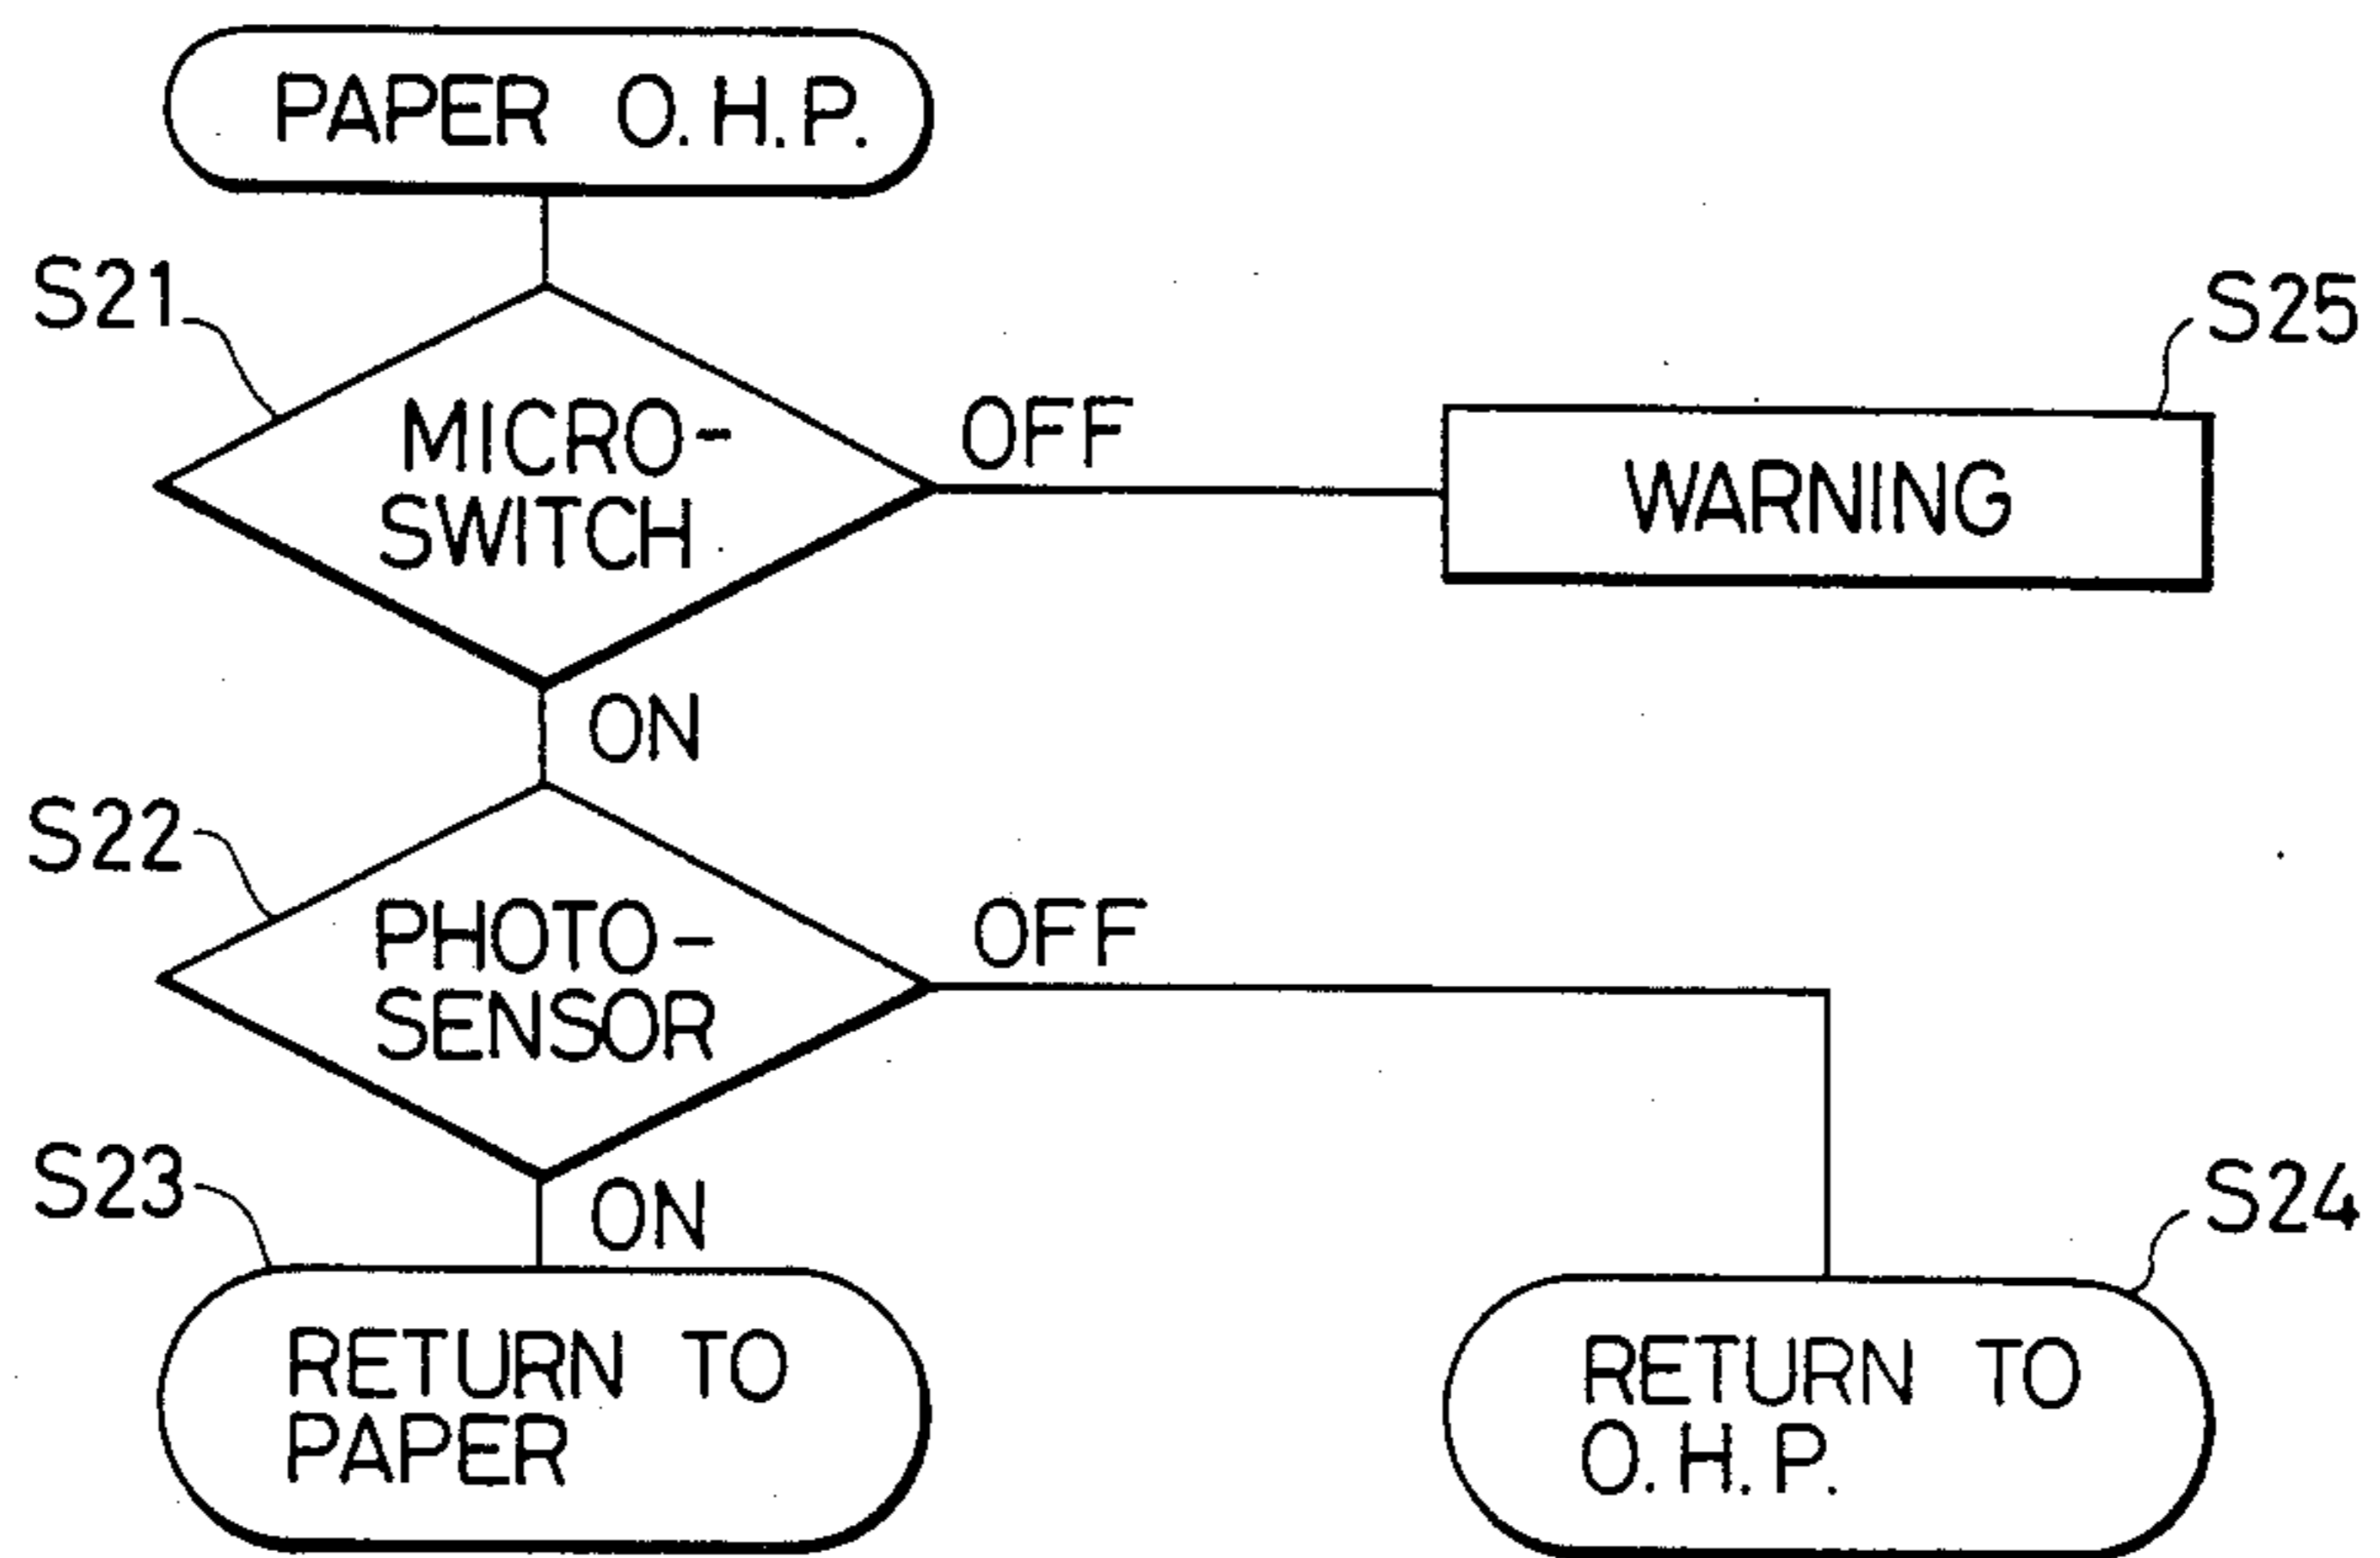 PAPER O.H.P.
S21
MICRO-
SWITCH
OFF
S25
WARNING
ON
S22
PHOTO-
SENSOR
OFF
S23
ON
S24
RETURN TO
PAPER
RETURN TO
O.H.P.